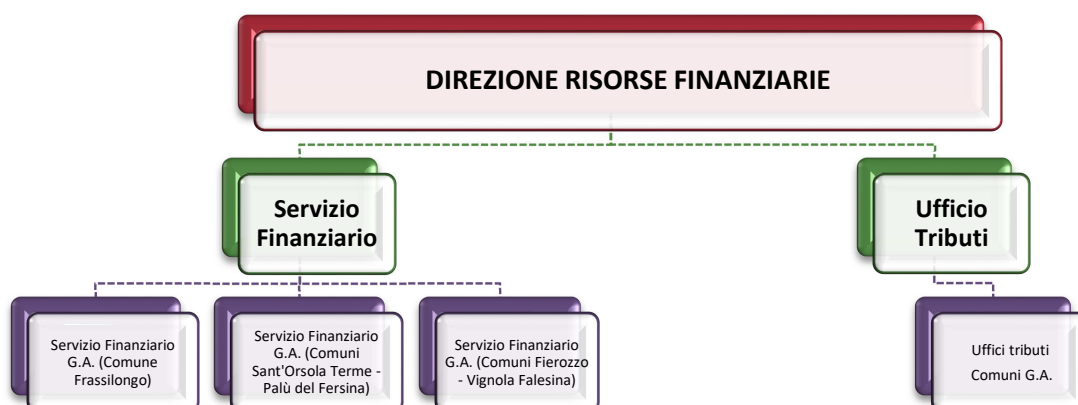 DIREZIONE RISORSE FINANZIARIE
Servizio
Finanziario
Ufficio
Tributi
Servizio Finanziario
G.A. (Comune
Frassilongo)
Servizio Finanziario
G.A. (Comuni
Sant'Orsola Terme -
Palù del Fersina)
Servizio Finanziario
G.A. (Comuni Fierozzo
- Vignola Falesina)
Uffici tributi
Comuni G.A.